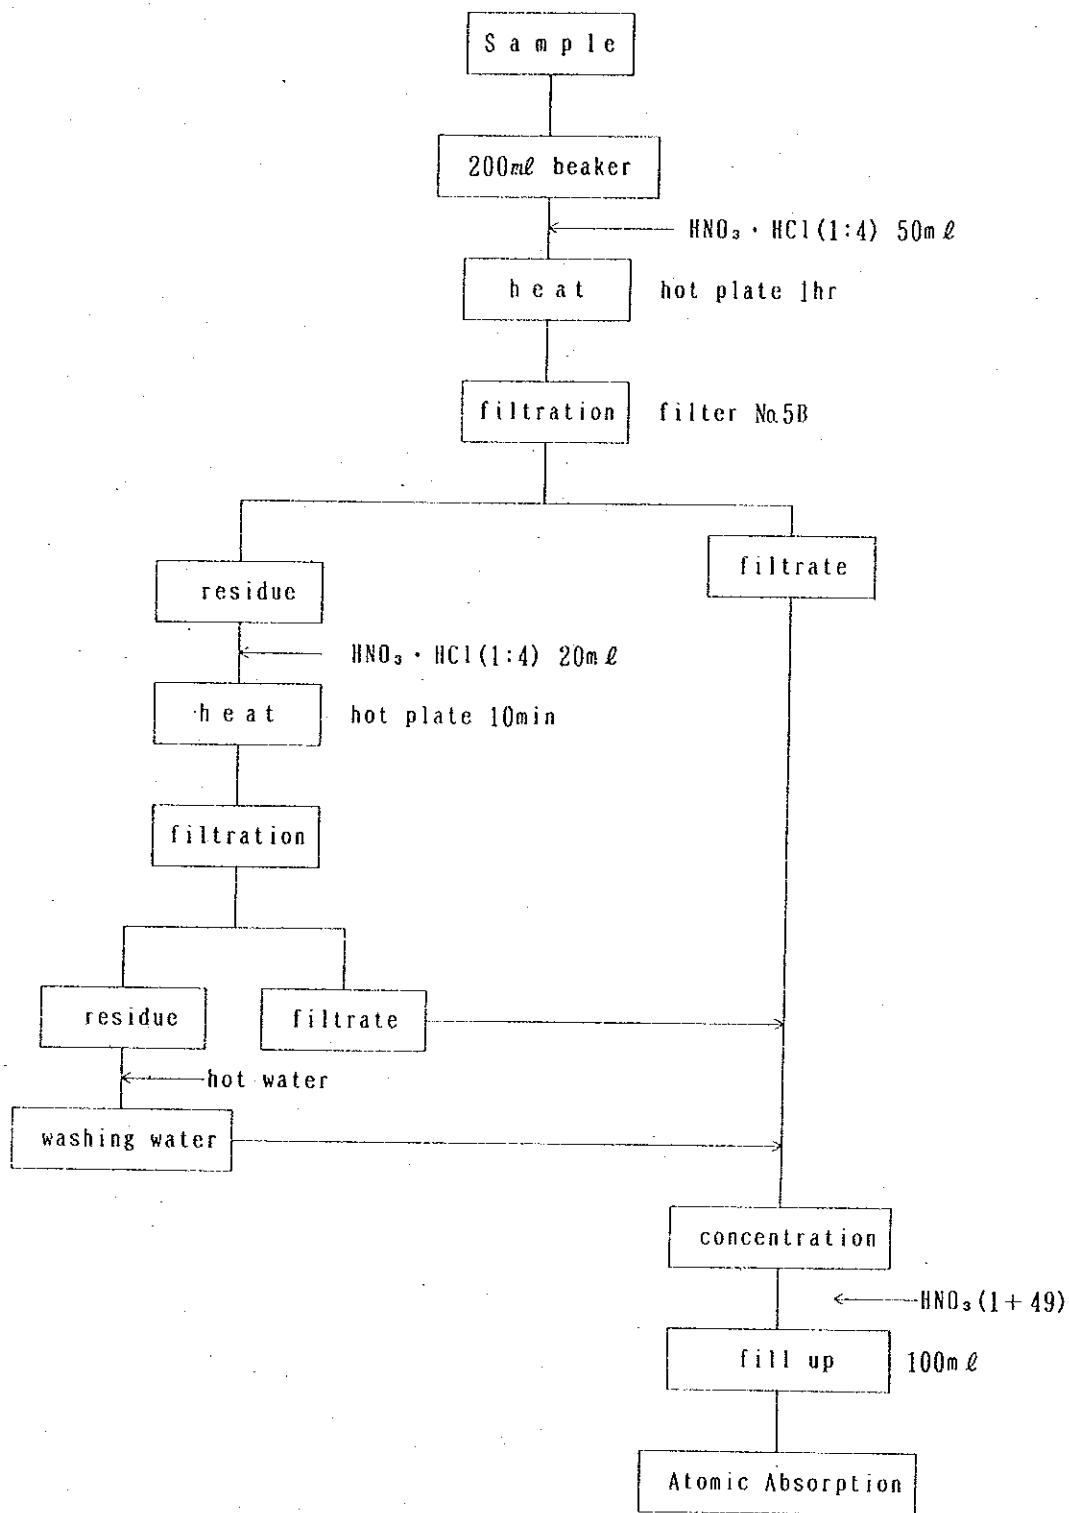 Sample
200mℓ beaker
HNO₃・HCl(1:4) 50mℓ
heat hot plate 1hr
filtration filter No.5B
filtrate
residue
HNO₃・HCl(1:4) 20mℓ
heat hot plate 10min
filtration
residue filtrate
hot water
washing water
concentration
HNO₃(1+49)
fill up 100mℓ
Atomic Absorption